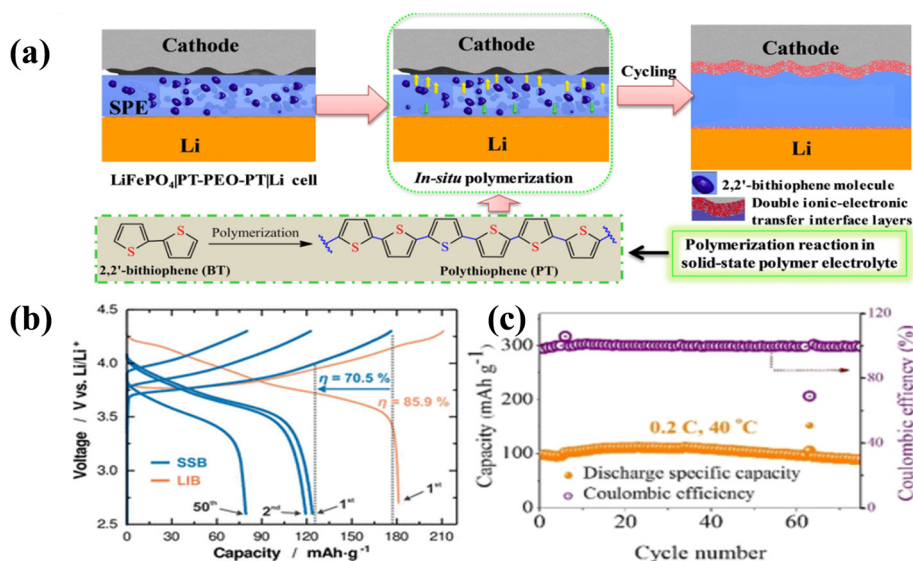 (a)
Cathode
SPE
Li
LiFePO₄|PT-PEO-PT|Li cell
Cathode
Li
In-situ polymerization
Cycling
Cathode
Li
2,2'-bithiophene molecule
Double ionic-electronic
transfer interface layers
S
S
2,2'-bithiophene (BT)
Polymerization
S
S
S
S
S
S
Polythiophene (PT)
Polymerization reaction in
solid-state polymer electrolyte
(b)
Voltage / V vs. Li/Li⁺
4.5
4.0
3.5
3.0
2.5
η = 70.5 %
η = 85.9 %
SSB
LIB
50th
2nd
1st
1st
0 30 60 90 120 150 180 210
Capacity / mAh·g⁻¹
(c)
Capacity (mAh g⁻¹)
300
200
100
0
0.2 C, 40 °C
Discharge specific capacity
Coulombic efficiency
0 20 40 60
Cycle number
120
80
40
0
Coulombic effciency (%)